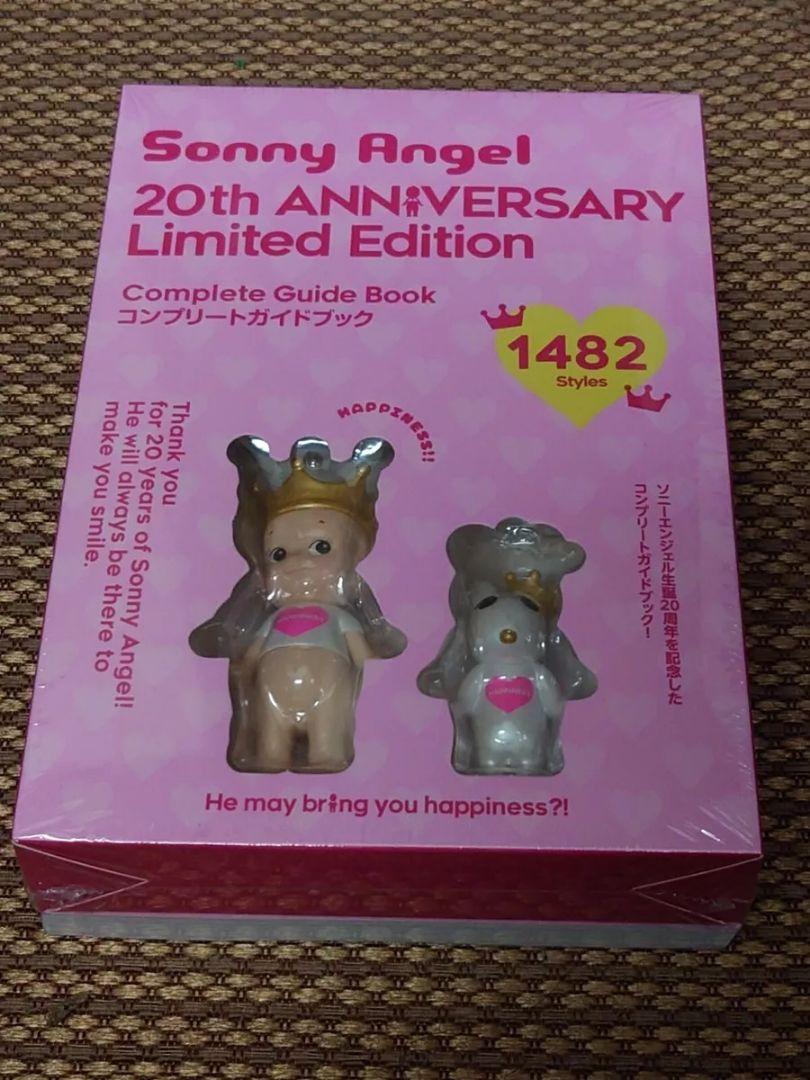 Sonny Angel
20th ANNIVERSARY
Limited Edition
Complete Guide Book
コンプリートガイドブック
1482
Styles
HAPPINESS!!
Thank you
for 20 years of Sonny Angel!
He will always be there to
make you smile.
ソニーエンジェル生誕20周年を記念した
コンプリートガイドブック!
He may bring you happiness?!